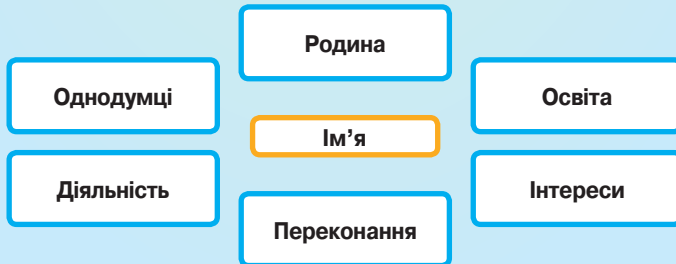 Родина
Однодумці
Освіта
Ім’я
Діяльність
Інтереси
Переконання